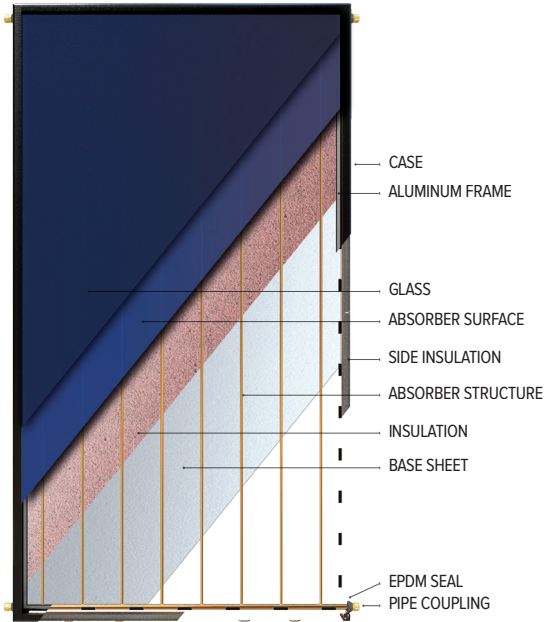 CASE
ALUMINUM FRAME
GLASS
ABSORBER SURFACE
SIDE INSULATION
ABSORBER STRUCTURE
INSULATION
BASE SHEET
EPDM SEAL
PIPE COUPLING